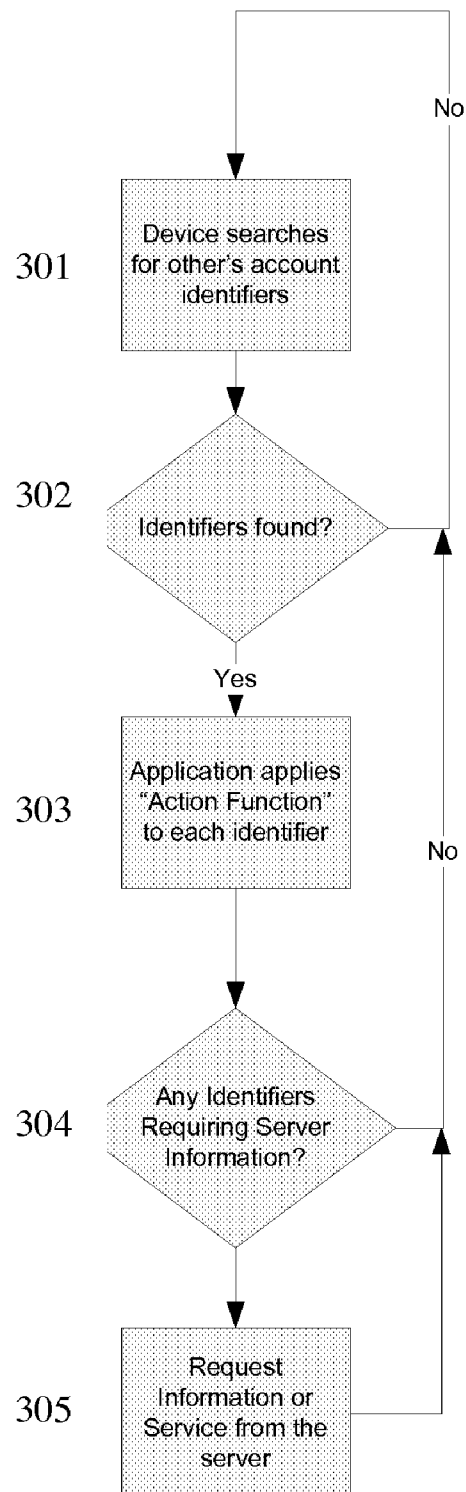 No
301
Device searches
for other's account
identifiers
302
Identifiers found?
Yes
303
Application applies
“Action Function”
to each identifier
No
304
Any Identifiers
Requiring Server
Information?
305
Request
Information or
Service from the
server